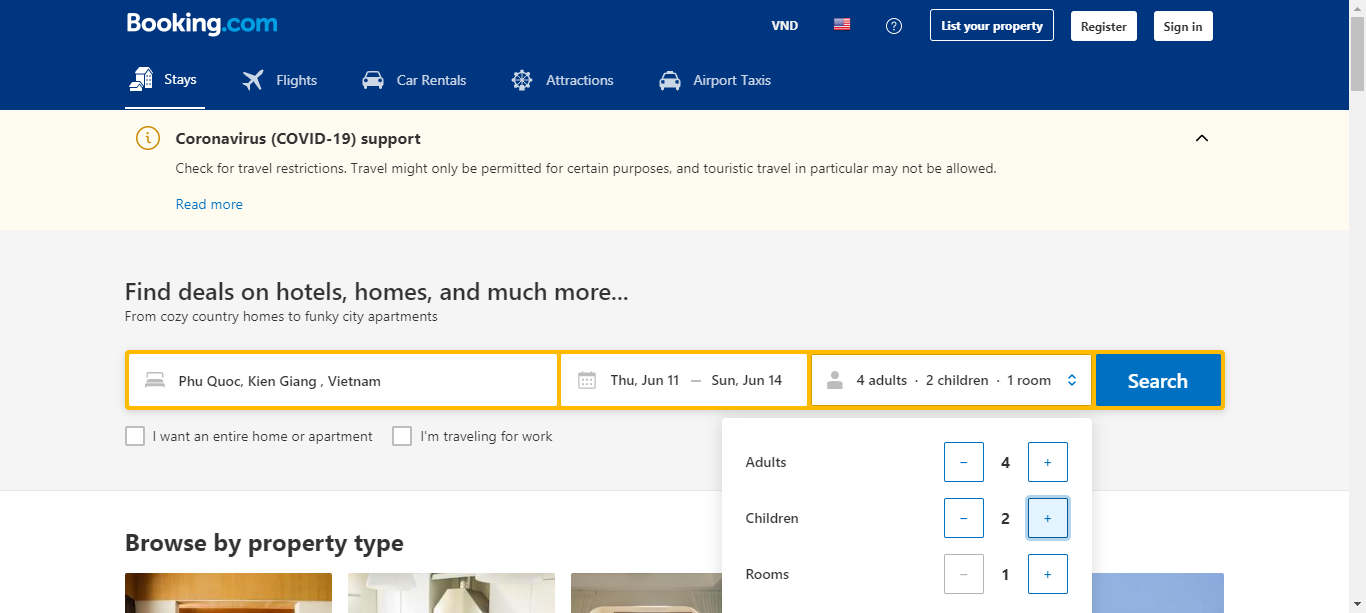 Booking.com
VND
List your property
Register
Sign in
Stays
Flights
Car Rentals
Attractions
Airport Taxis
Coronavirus (COVID-19) support
Check for travel restrictions. Travel might only be permitted for certain purposes, and touristic travel in particular may not be allowed.
Read more
Find deals on hotels, homes, and much more...
From cozy country homes to funky city apartments
Phu Quoc, Kien Giang , Vietnam
Thu, Jun 11 — Sun, Jun 14
4 adults · 2 children · 1 room
Search
I want an entire home or apartment
I'm traveling for work
Adults − 4 +
Children − 2 +
Rooms − 1 +
Browse by property type